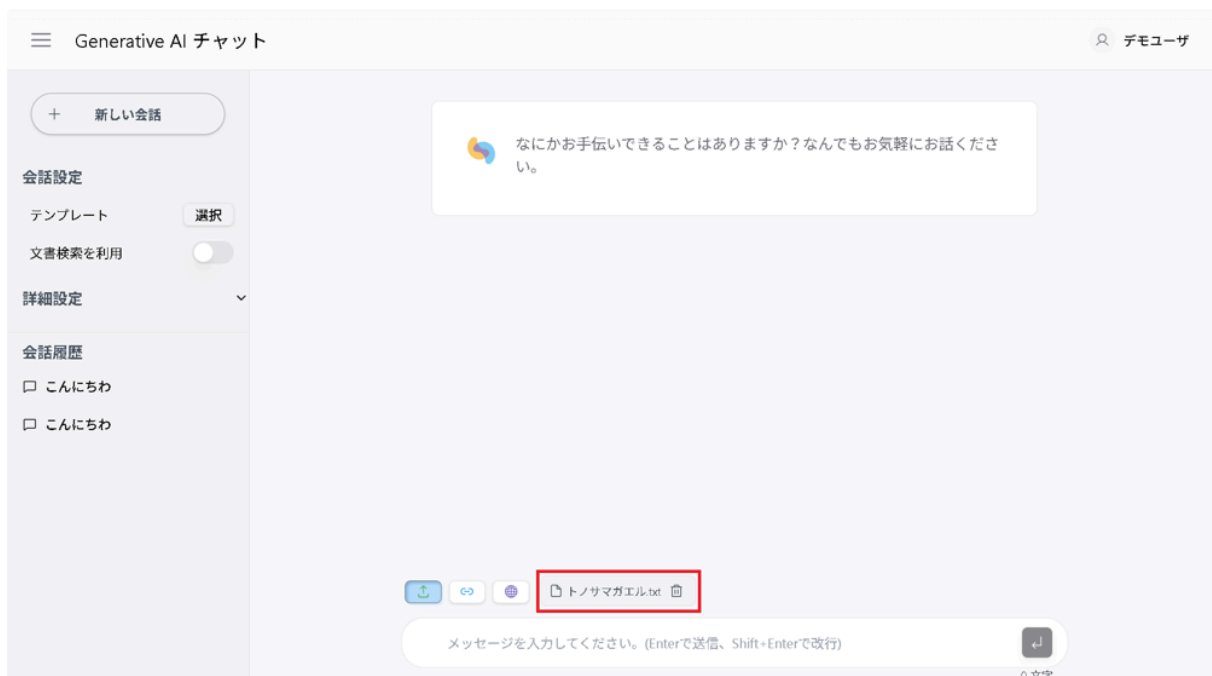 Generative AI チャット
デモユーザ
+ 新しい会話
会話設定
テンプレート 選択
文書検索を利用
詳細設定
会話履歴
こんにちわ
こんにちわ
なにかお手伝いできることはありますか？なんでもお気軽にお話くださ
い。
トノサマガエル.txt
メッセージを入力してください。(Enterで送信、Shift+Enterで改行)
0 文字